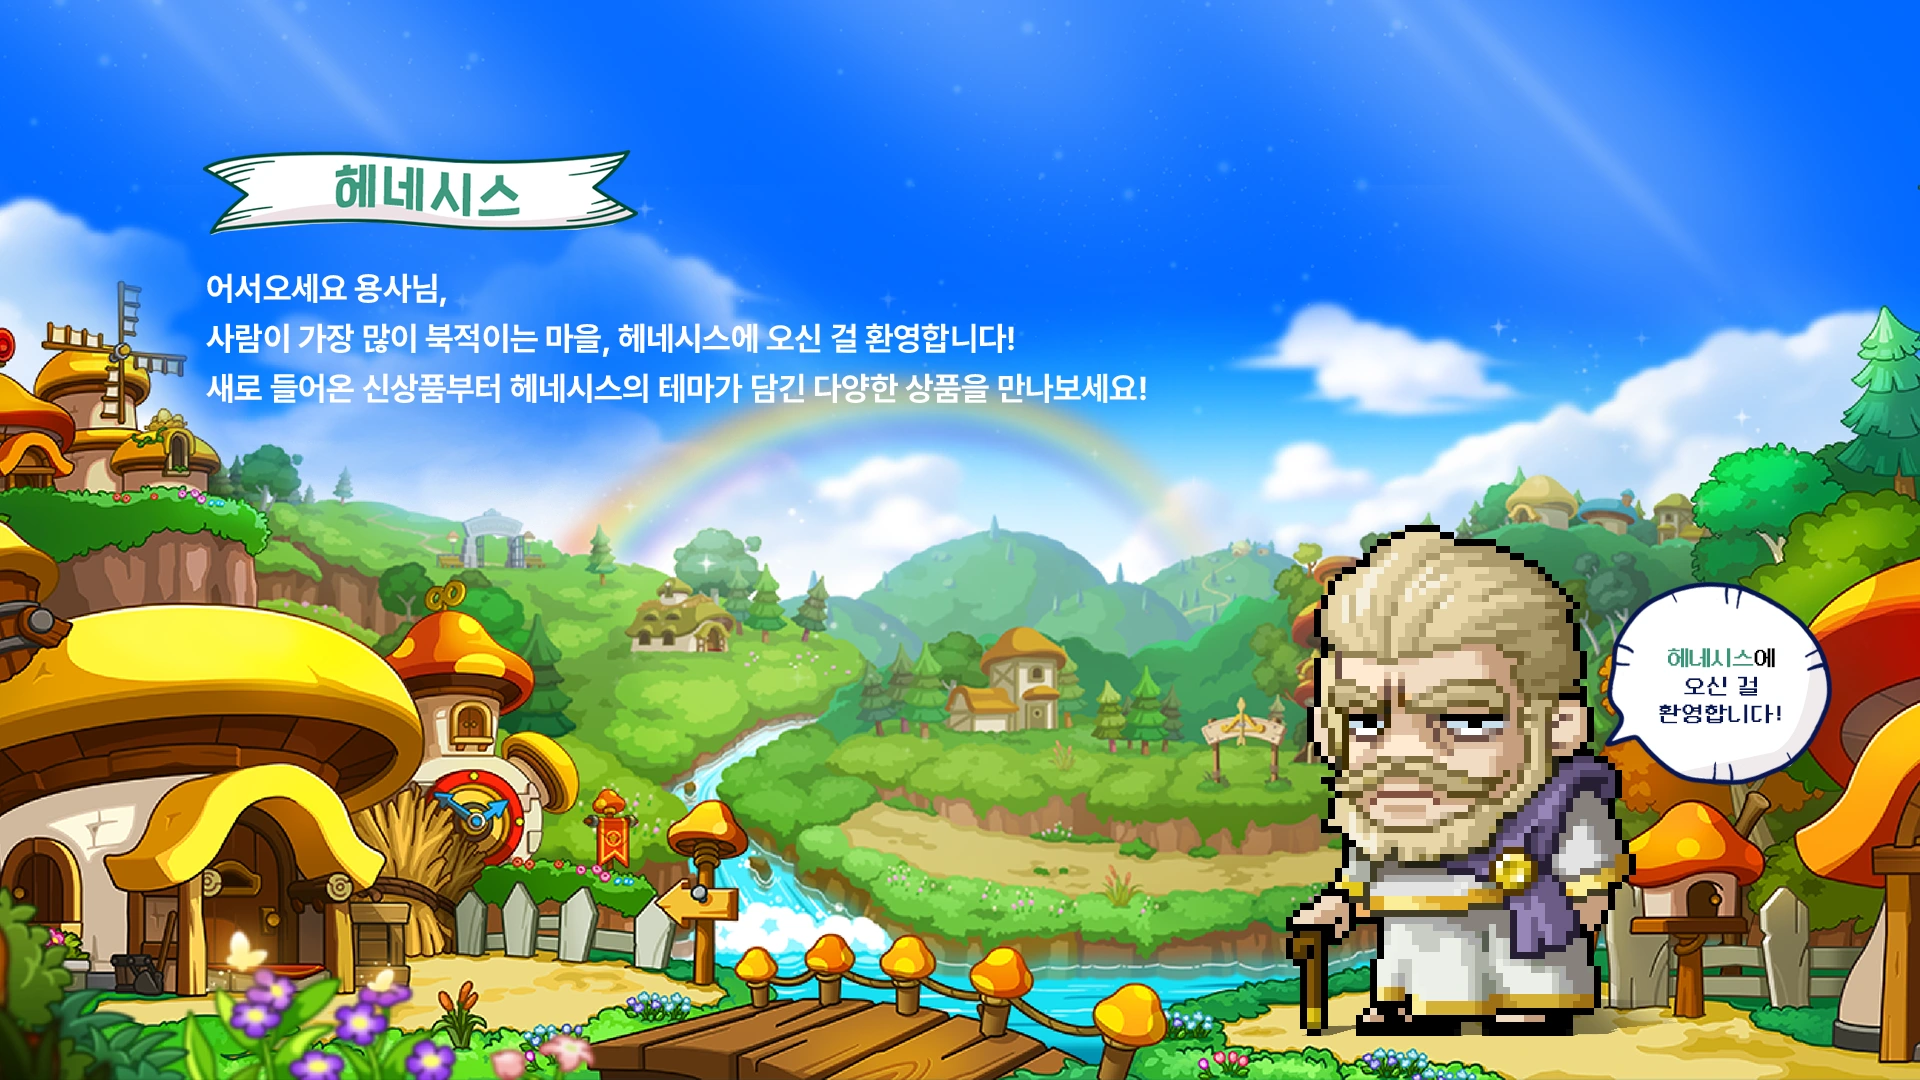 헤네시스
어서오세요 용사님,
사람이 가장 많이 북적이는 마을, 헤네시스에 오신 걸 환영합니다!
새로 들어온 신상품부터 헤네시스의 테마가 담긴 다양한 상품을 만나보세요!
헤네시스에
오신 걸
환영합니다!